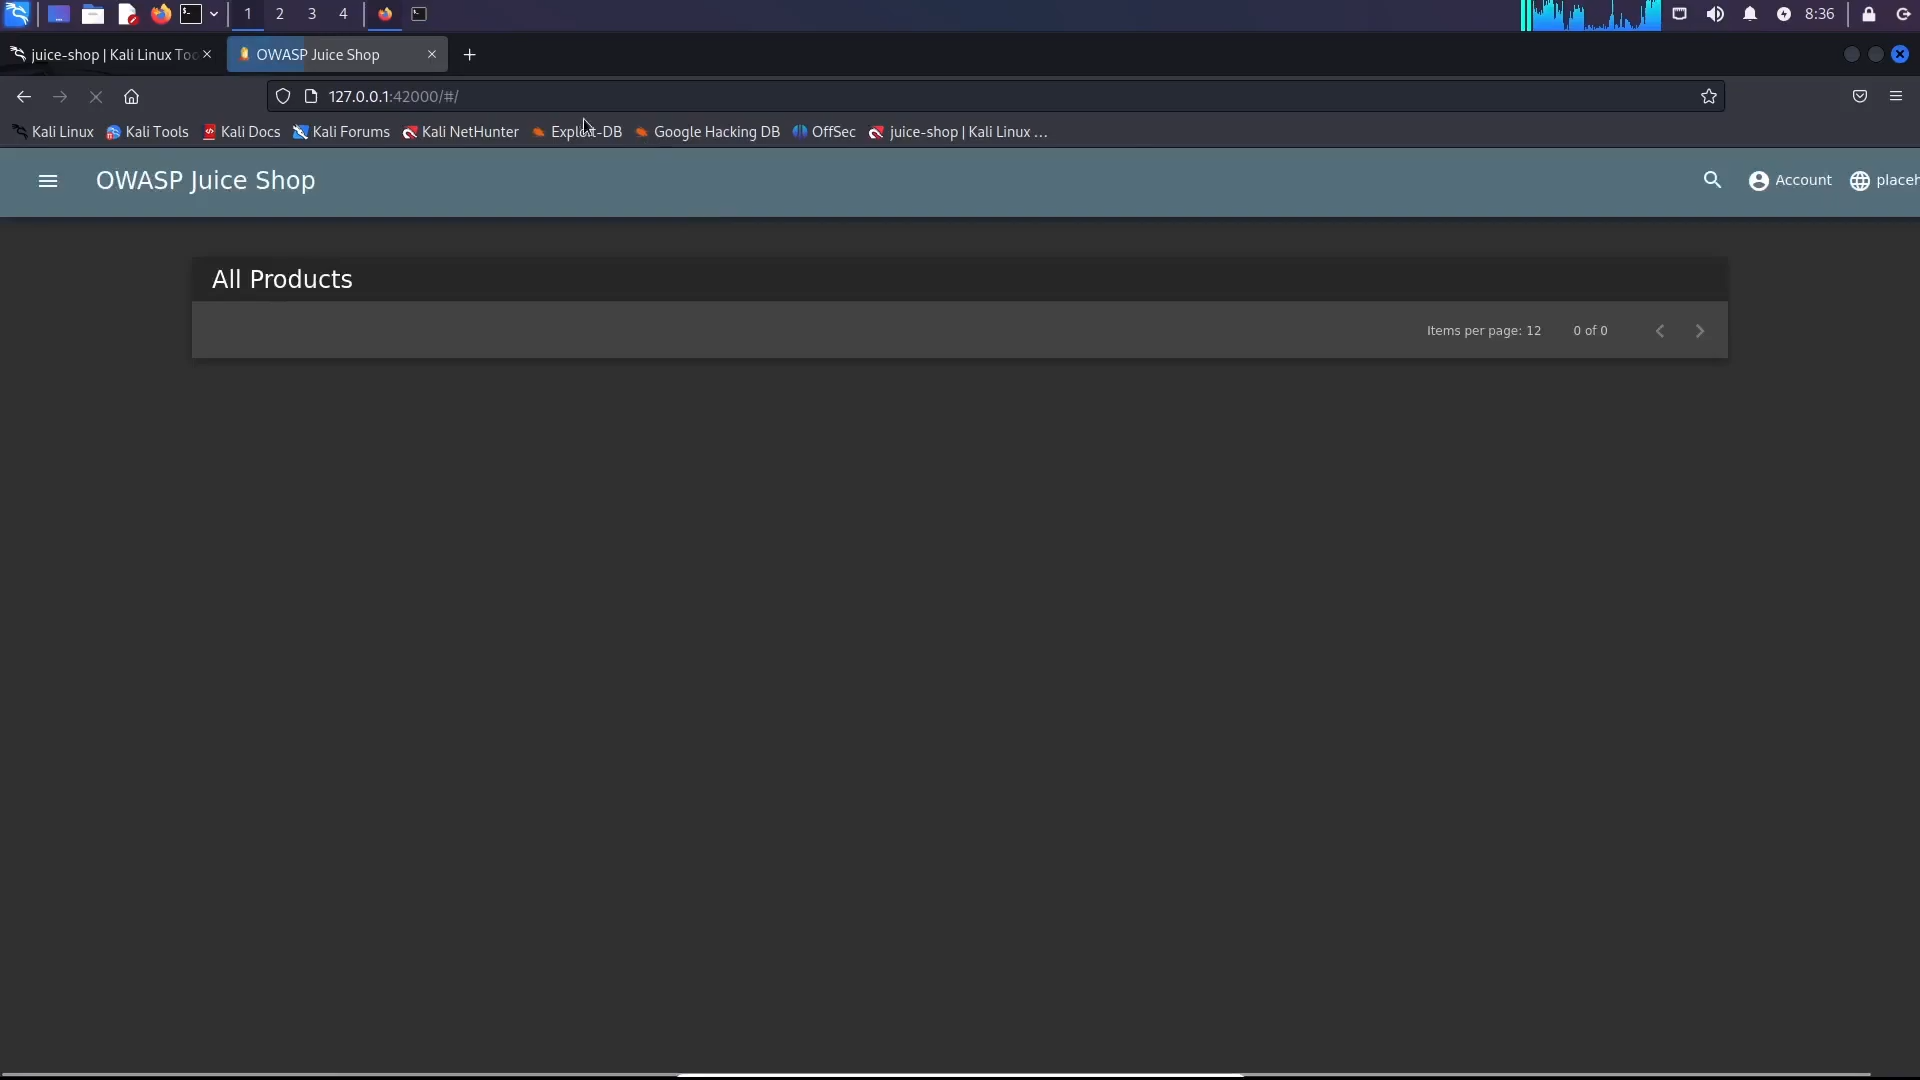 1 2 3 4 8:36
juice-shop | Kali Linux Too OWASP Juice Shop
127.0.0.1:42000/#/
Kali Linux Kali Tools Kali Docs Kali Forums Kali NetHunter Exploit-DB Google Hacking DB OffSec juice-shop | Kali Linux …
OWASP Juice Shop Account placeh
All Products
Items per page: 12 0 of 0